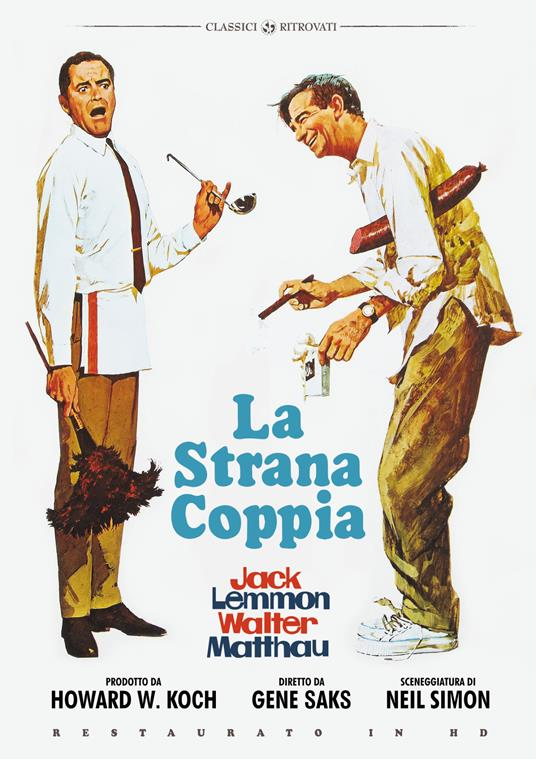 CLASSICI RITROVATI
La
Strana
Coppia
Jack
Lemmon
Walter
Matthau
PRODOTTO DA
HOWARD W. KOCH
DIRETTO DA
GENE SAKS
SCENEGGIATURA DI
NEIL SIMON
RESTAURATO IN HD